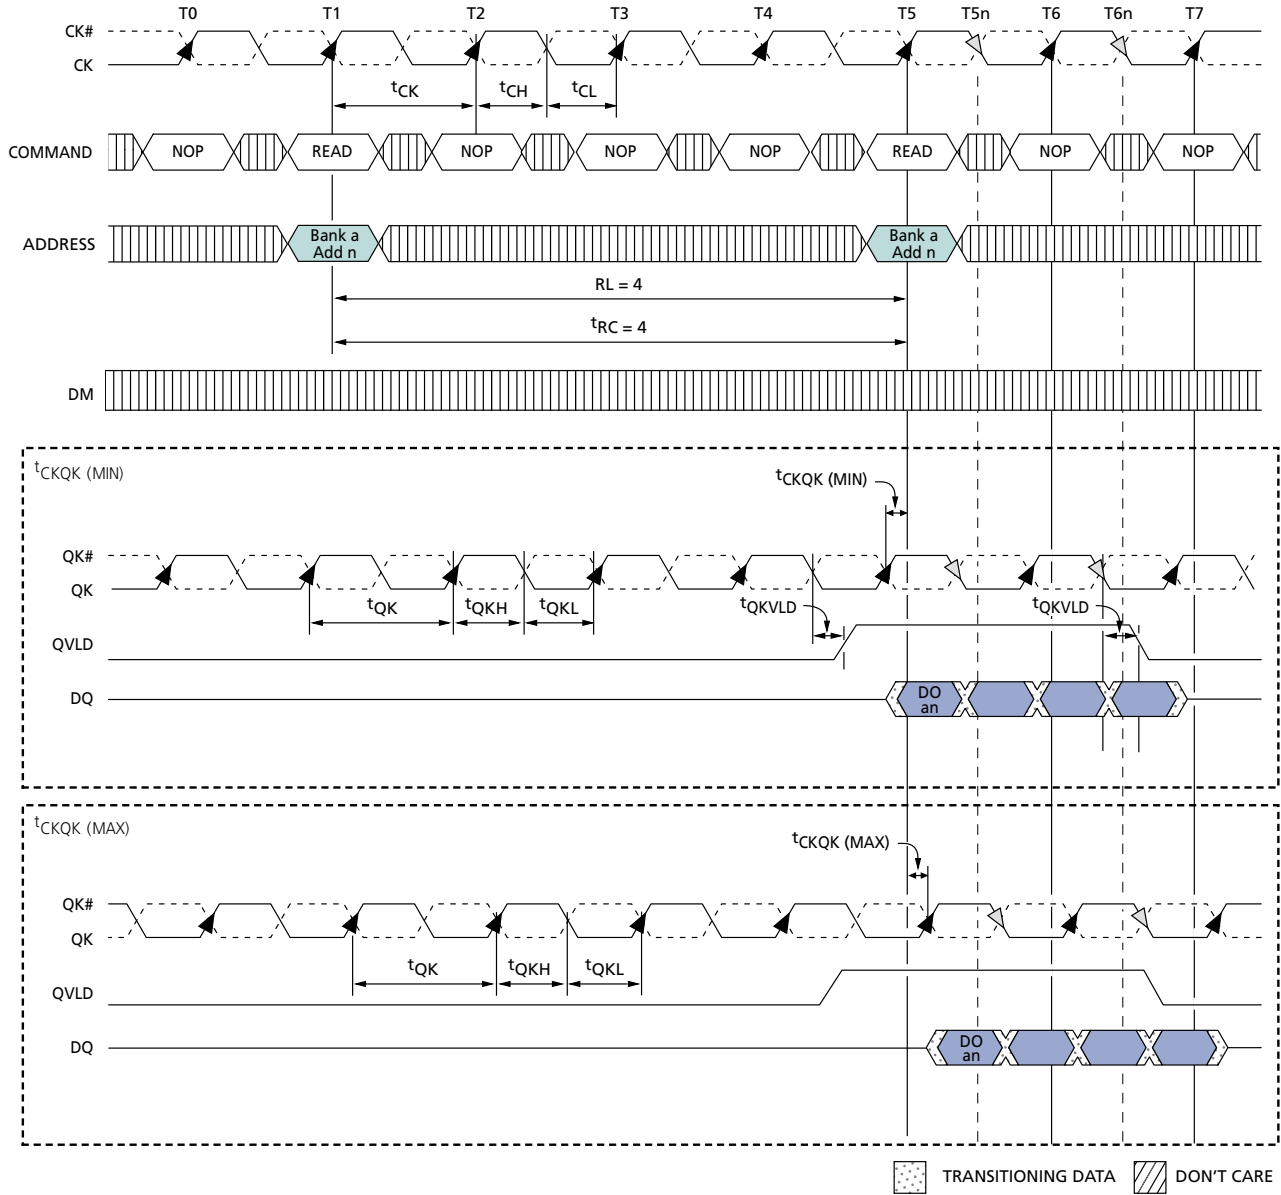 T0 T1 T2 T3 T4 T5 T5n T6 T6n T7
CK#
CK
tCK tCH tCL
COMMAND NOP READ NOP NOP NOP READ NOP NOP
ADDRESS Bank a Bank a
Add n Add n
RL = 4
tRC = 4
DM
tCKQK (MIN)
tCKQK (MIN)
QK#
QK
tQK tQKH tQKL tQKVLD tQKVLD
QVLD
DQ DO
an
tCKQK (MAX)
tCKQK (MAX)
QK#
QK
tQK tQKH tQKL
QVLD
DQ DO
an
TRANSITIONING DATA DON'T CARE